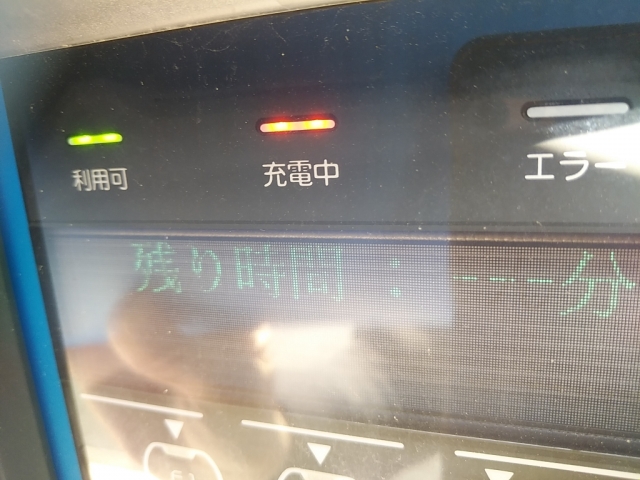 利用可 充電中 エラー
残り時間 : ---分